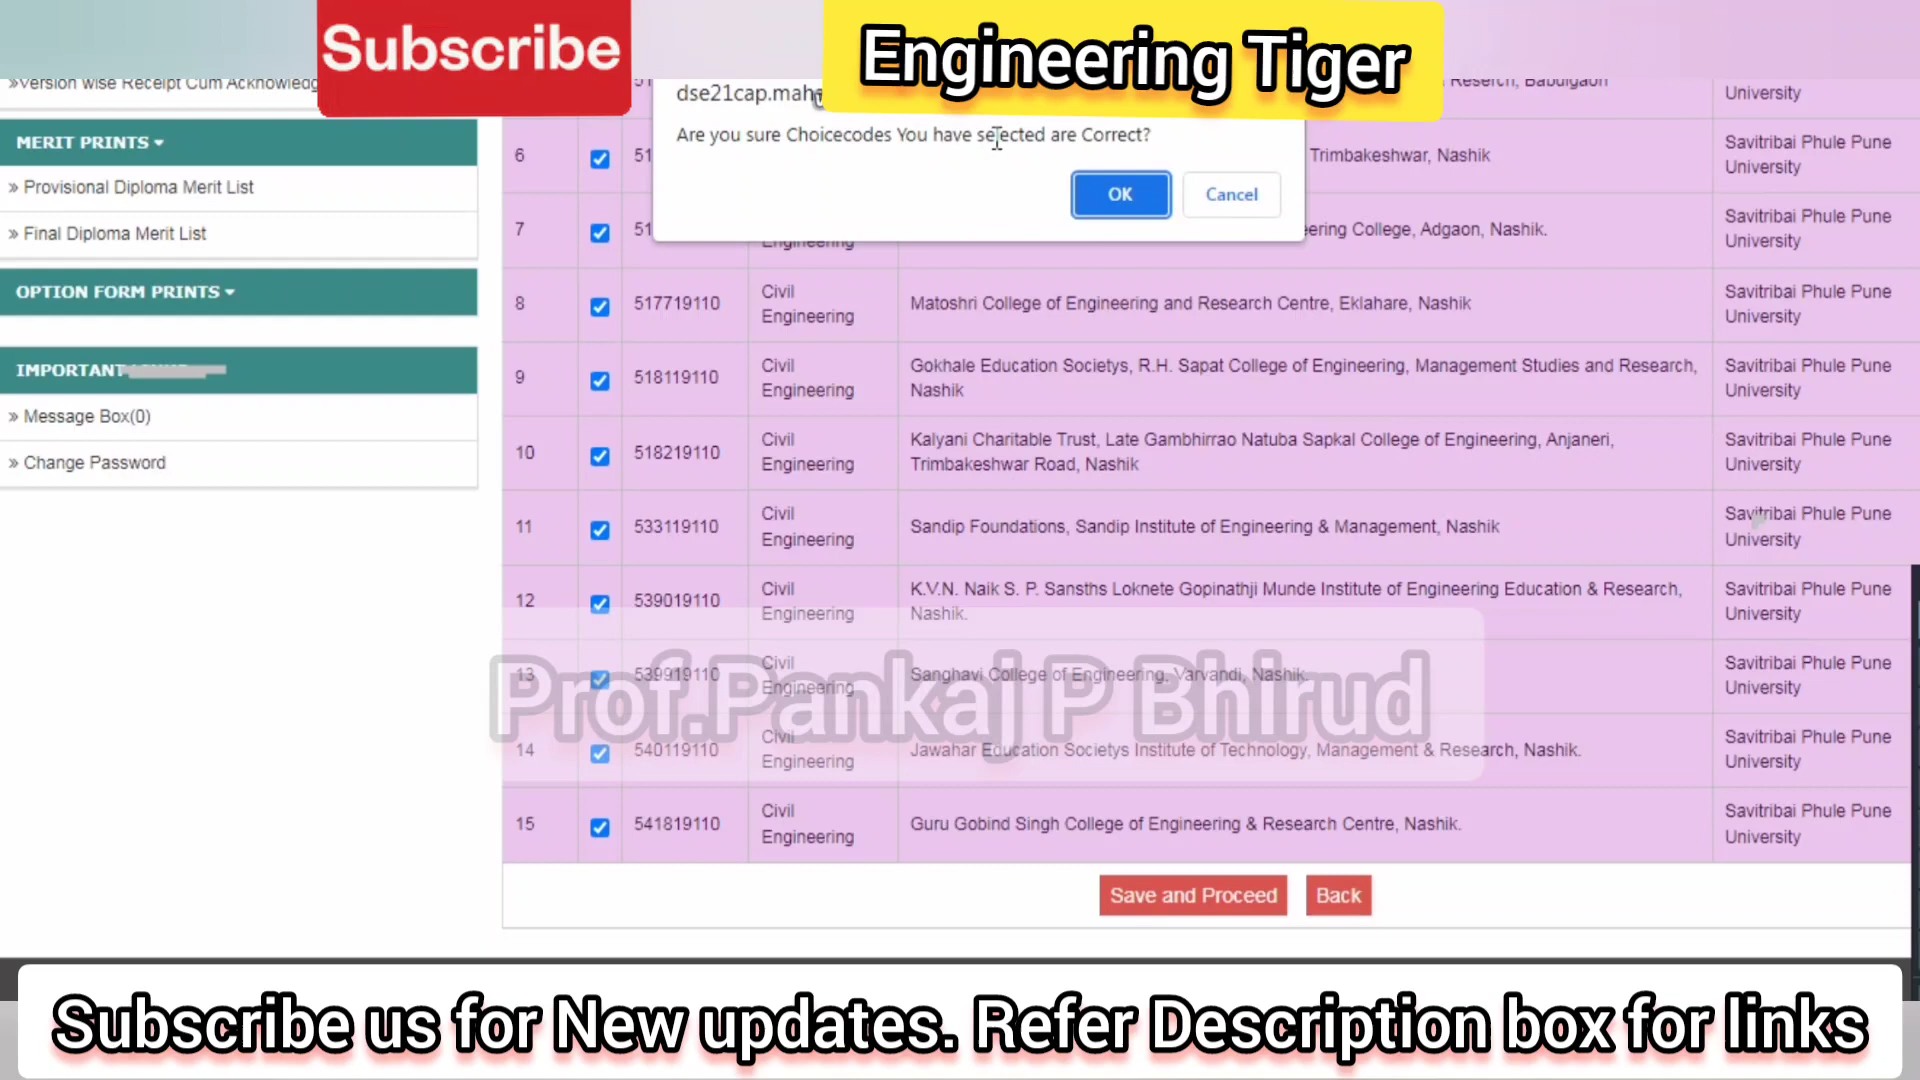 Subscribe
Engineering Tiger
»Version wise Receipt Cum
MERIT PRINTS
» Provisional Diploma Merit List
» Final Diploma Merit List
OPTION FORM PRINTS
IMPORTANT
» Message Box(0)
» Change Password
dse21cap.mah
Are you sure Choicecodes You have selected are Correct?
OK
Cancel
Babulgaon
University
6
51
Trimbakeshwar, Nashik
Savitribai Phule Pune
University
7
51
Engineering
College, Adgaon, Nashik.
Savitribai Phule Pune
University
8
517719110
Civil
Engineering
Matoshri College of Engineering and Research Centre, Eklahare, Nashik
Savitribai Phule Pune
University
9
518119110
Civil
Engineering
Gokhale Education Societys, R.H. Sapat College of Engineering, Management Studies and Research,
Nashik
Savitribai Phule Pune
University
10
518219110
Civil
Engineering
Kalyani Charitable Trust, Late Gambhirrao Natuba Sapkal College of Engineering, Anjaneri,
Trimbakeshwar Road, Nashik
Savitribai Phule Pune
University
11
533119110
Civil
Engineering
Sandip Foundations, Sandip Institute of Engineering & Management, Nashik
Savitribai Phule Pune
University
12
539019110
Civil
Engineering
K.V.N. Naik S. P. Sansths Loknete Gopinathji Munde Institute of Engineering Education & Research,
Nashik.
Savitribai Phule Pune
University
13
539919110
Civil
Engineering
Sanghavi College of Engineering, Varvandi, Nashik.
Savitribai Phule Pune
University
Prof.Pankaj P Bhirud
14
540119110
Civil
Engineering
Jawahar Education Societys Institute of Technology, Management & Research, Nashik.
Savitribai Phule Pune
University
15
541819110
Civil
Engineering
Guru Gobind Singh College of Engineering & Research Centre, Nashik.
Savitribai Phule Pune
University
Save and Proceed
Back
Subscribe us for New updates. Refer Description box for links